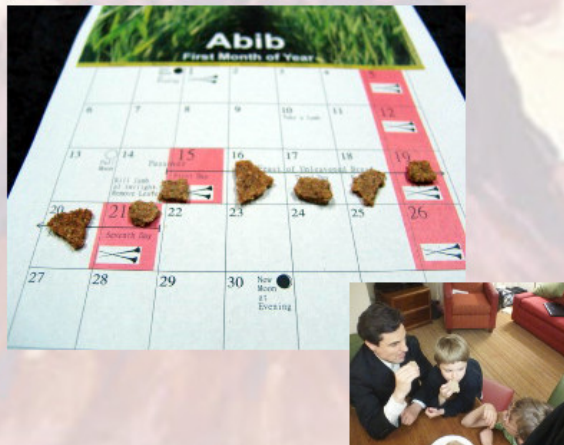 Abib
First Month of Year
1 2 3 4 5
6 7 8 9 10 11 12
Take a Lamb
13 14 15 16 17 18 19
Full
Moon
Passover
Kill Lamb
at twilight
Remove Leaven
First Day
Feast of Unleavened Bread
20 21 22 23 24 25 26
Seventh Day
27 28 29 30
New
Moon
at
Evening